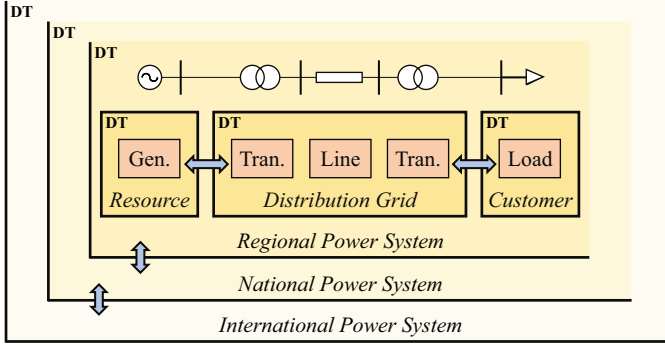 DT
DT
DT
DT DT DT
Gen. Tran. Line Tran. Load
Resource Distribution Grid Customer
Regional Power System
National Power System
International Power System